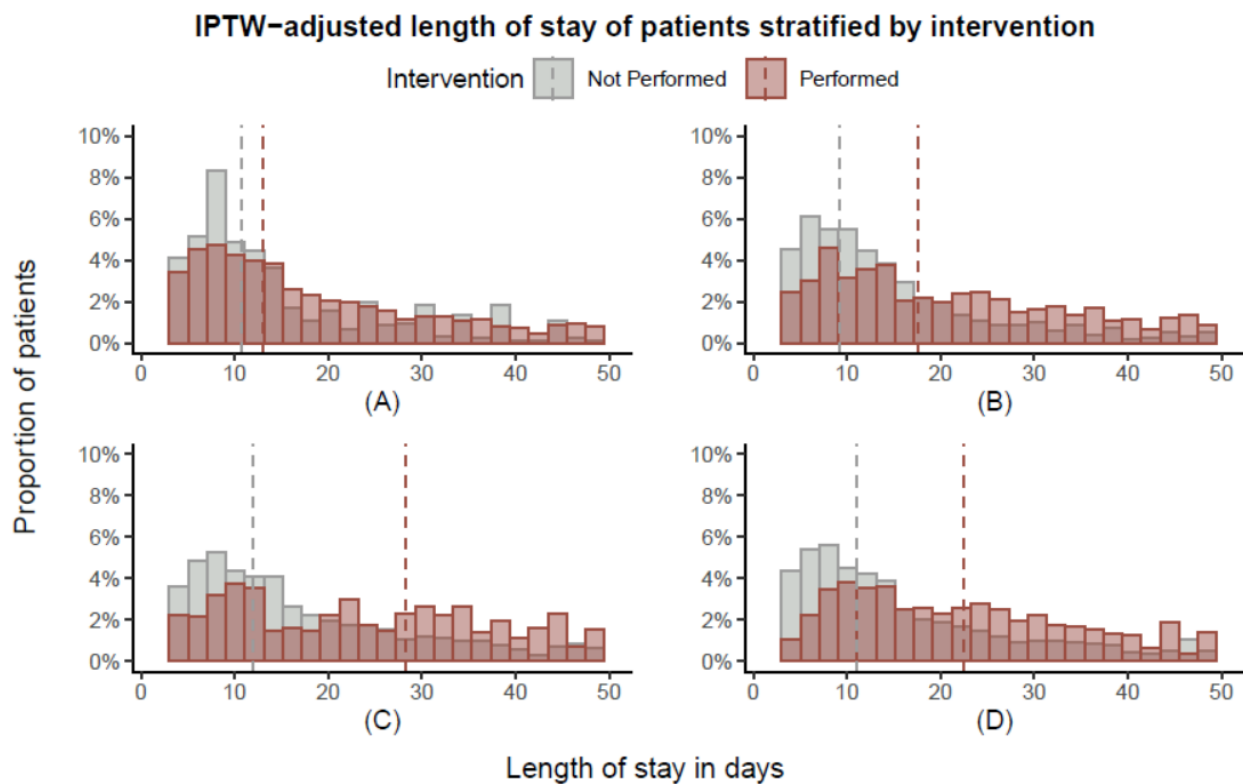 IPTW−adjusted length of stay of patients stratified by intervention
Intervention Not Performed Performed
Proportion of patients
10% 10%
8% 8%
6% 6%
4% 4%
2% 2%
0% 0%
0 10 20 30 40 50 0 10 20 30 40 50
(A) (B)
10% 10%
8% 8%
6% 6%
4% 4%
2% 2%
0% 0%
0 10 20 30 40 50 0 10 20 30 40 50
(C) (D)
Length of stay in days